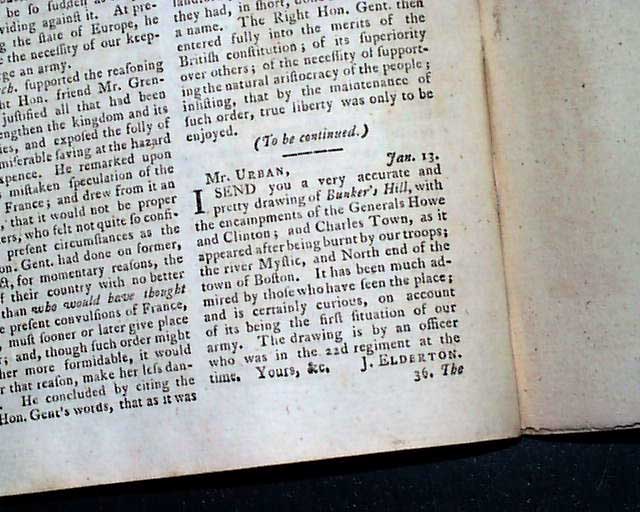 be so sudden at
viding against it. At pre-
the state of Europe, he
the necessity of our keep-
an army.
supported the reasoning
Hon. friend Mr. Gren-
justified all that had been
engthen the kingdom and its
and exposed the folly of
miserable saving at the hazard
xpence. He remarked upon
mistaken speculation of the
France; and drew from it an
that it would not be proper
ers, who felt not quite so confi-
present circumstances as the
on. Gent. had done on former,
for momentary reasons, the
f their country with no better
than who would have thought
e present convulsions of France,
must sooner or later give place
r; and, though such order might
her more formidable, it would
r that reason, make her less dan-
He concluded by citing the
Hon. Gent's words, that as it was
they had, in short,
a name. The Right Hon. Gent. then
entered fully into the merits of the
British constitution; of its superiority
over others; of the necessity of support-
ing the natural aristocracy of the people;
insisting, that by the maintenance of
such order, true liberty was only to be
enjoyed.
(To be continued.)
Mr. URBAN, Jan. 13.
I SEND you a very accurate and
pretty drawing of Bunker's Hill, with
the encampments of the Generals Howe
and Clinton; and Charles Town, as it
appeared after being burnt by our troops;
the river Mystic, and North end of the
town of Boston. It has been much ad-
mired by those who have seen the place;
and is certainly curious, on account
of its being the first situation of our
army. The drawing is by an officer
who was in the 22d regiment at the
time. Yours, &c. J. ELDERTON.
36. The